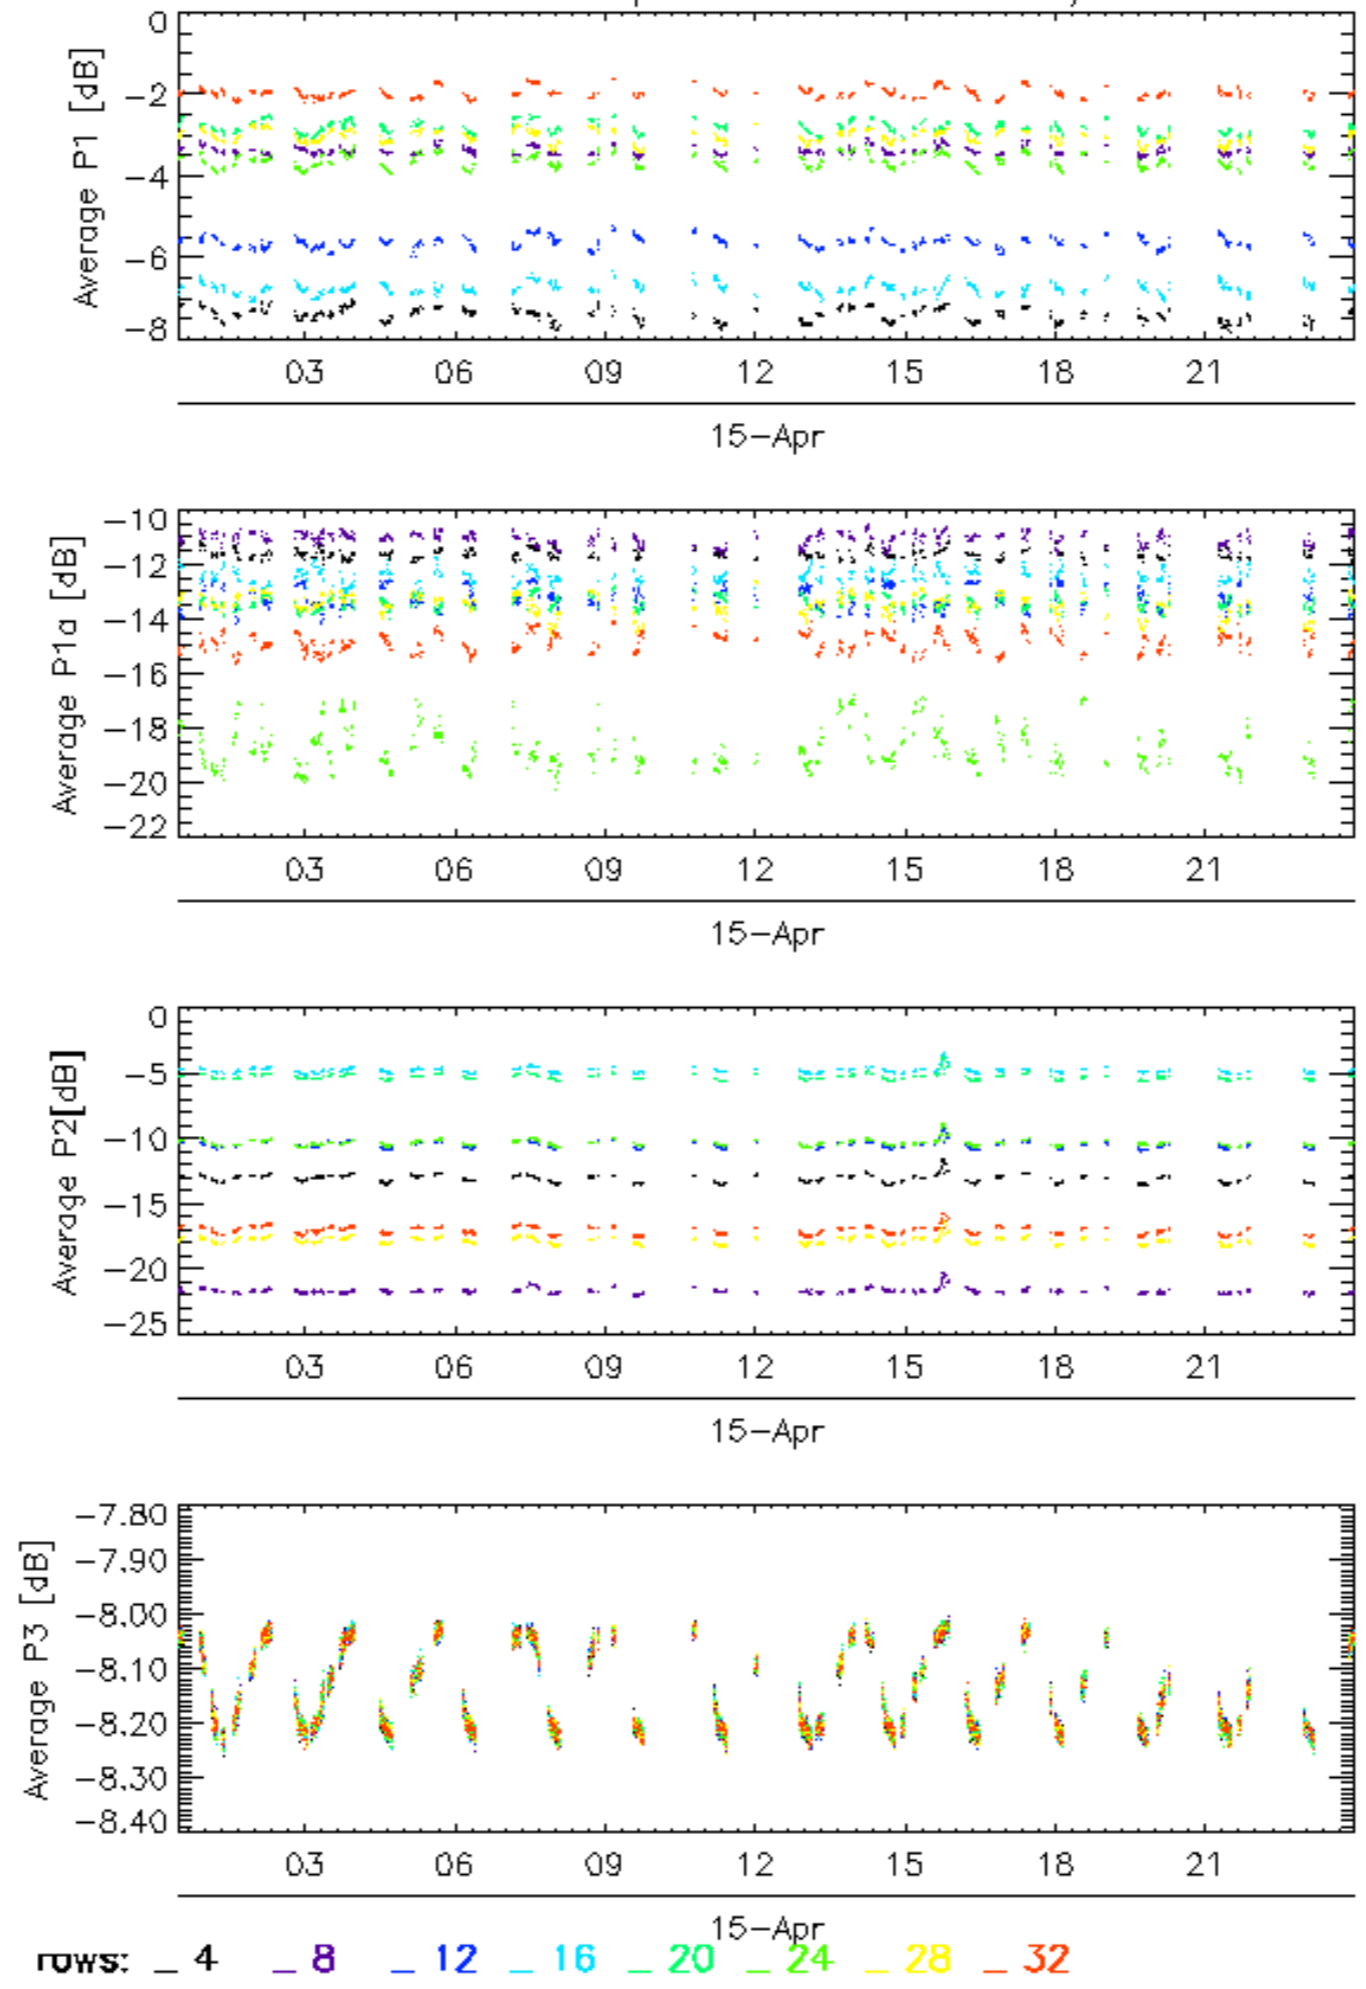 0
-2
-4
-6
-8
Average P1 [dB]
03 06 09 12 15 18 21
15-Apr
-10
-12
-14
-16
-18
-20
-22
Average P1a [dB]
03 06 09 12 15 18 21
15-Apr
0
-5
-10
-15
-20
-25
Average P2[dB]
03 06 09 12 15 18 21
15-Apr
-7.80
-7.90
-8.00
-8.10
-8.20
-8.30
-8.40
Average P3 [dB]
03 06 09 12 15 18 21
15-Apr
rows: _ 4 _ 8 _ 12 _ 16 _ 20 _ 24 _ 28 _ 32